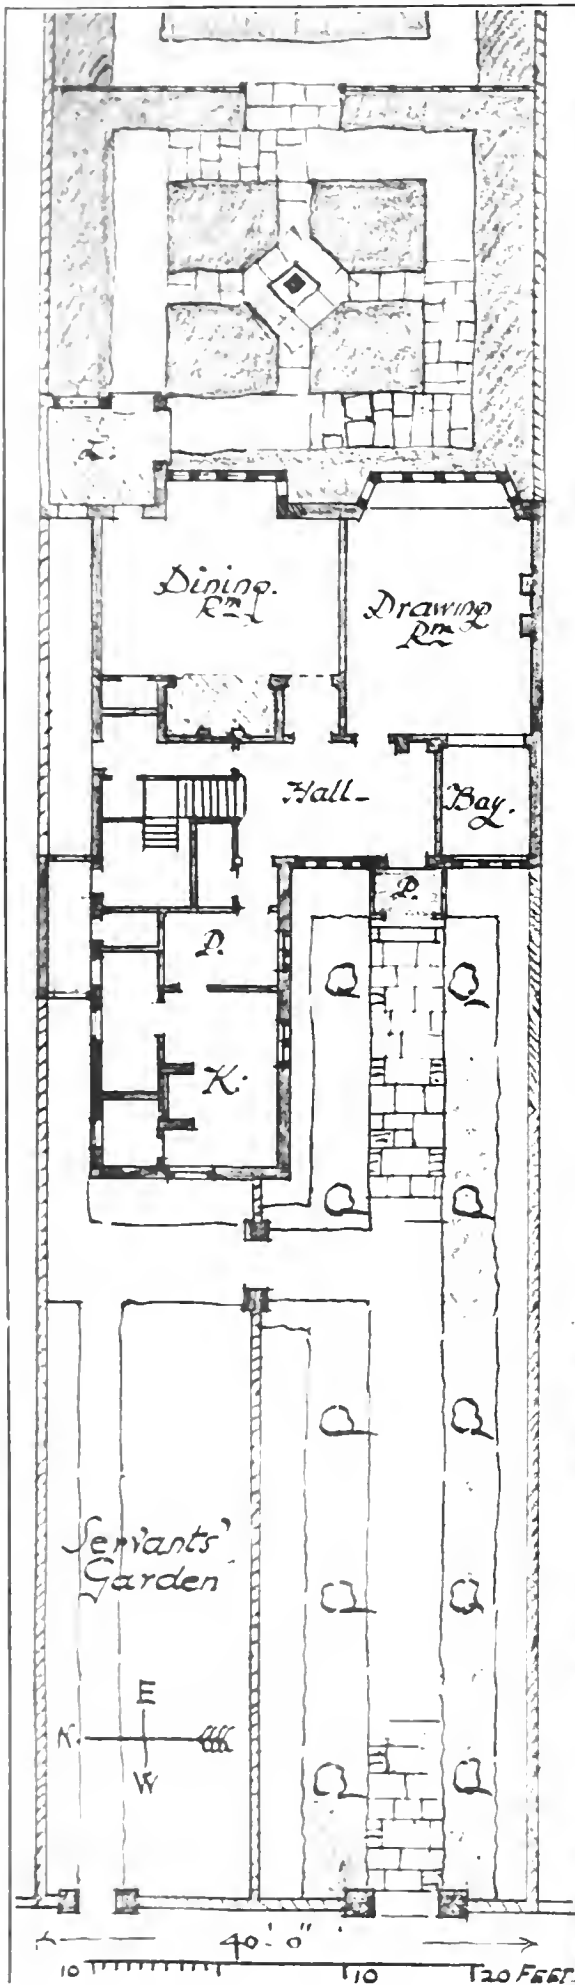 L.
Dining.
Rm
Drawing
Rm
Hall-
Bay.
P.
P.
K.
Servants'
Garden
E
N.
W
40'.0"
10
10
20 FEET